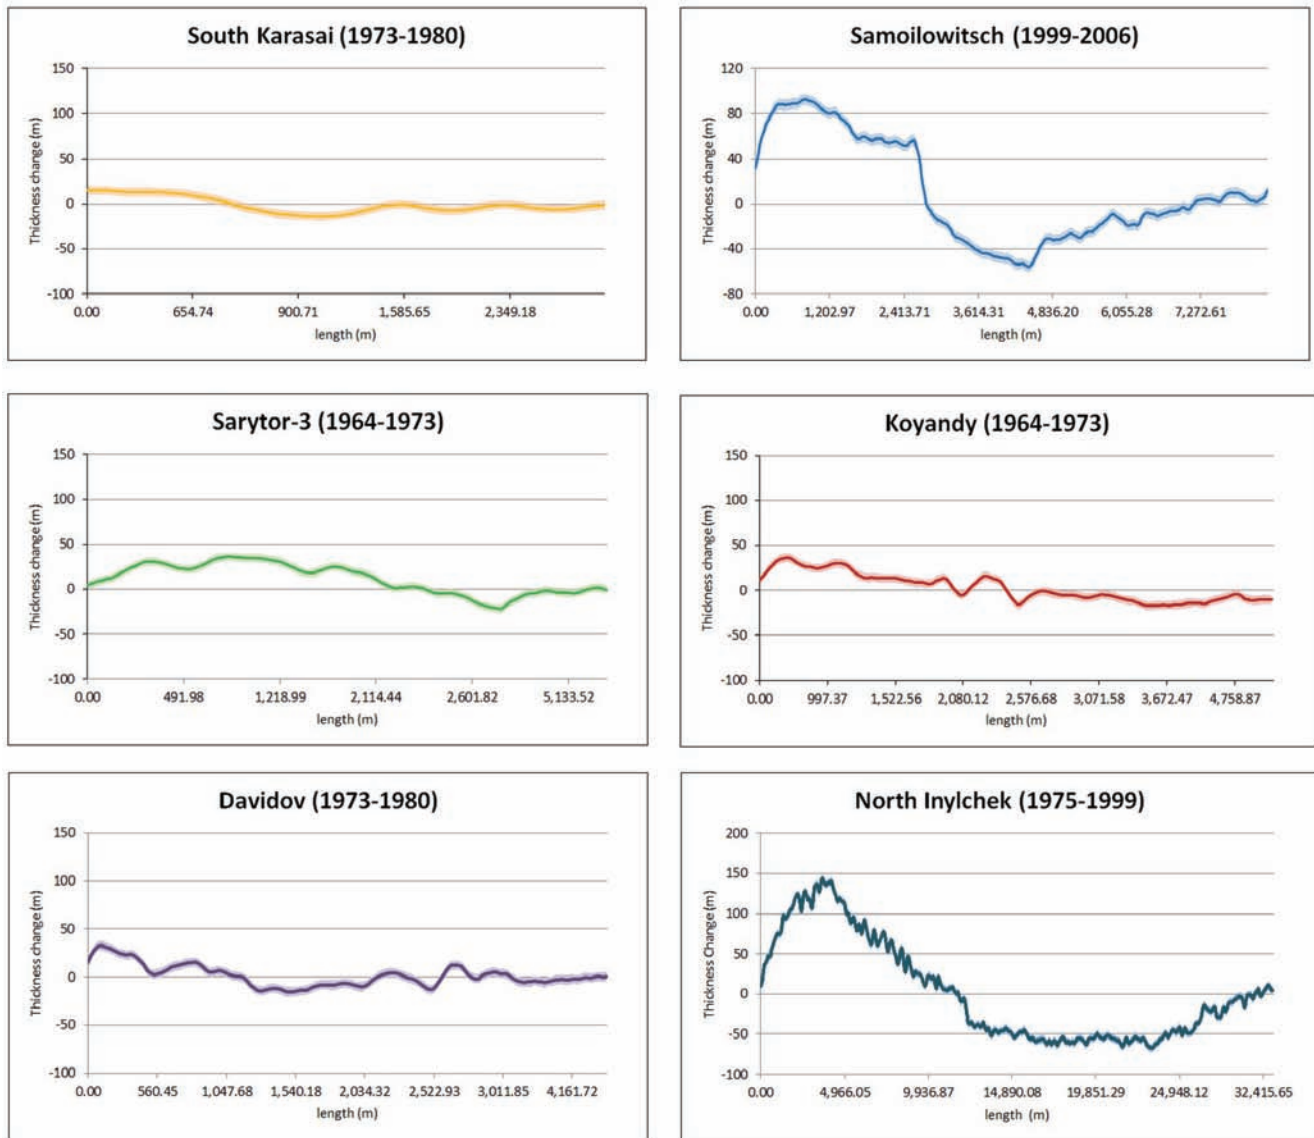 South Karasai (1973-1980)
Thickness change (m)
150
100
50
0
-50
-100
0.00 654.74 900.71 1,585.65 2,349.18
length (m)
Samoilowitsch (1999-2006)
Thickness change (m)
120
80
40
0
-40
-80
0.00 1,202.97 2,413.71 3,614.31 4,836.20 6,055.28 7,272.61
length (m)
Sarytor-3 (1964-1973)
Thickness change (m)
150
100
50
0
-50
-100
0.00 491.98 1,218.99 2,114.44 2,601.82 5,133.52
length (m)
Koyandy (1964-1973)
Thickness change (m)
150
100
50
0
-50
-100
0.00 997.37 1,522.56 2,080.12 2,576.68 3,071.58 3,672.47 4,758.87
length (m)
Davidov (1973-1980)
Thickness change (m)
150
100
50
0
-50
-100
0.00 560.45 1,047.68 1,540.18 2,034.32 2,522.93 3,011.85 4,161.72
length (m)
North Inylchek (1975-1999)
Thickness Change (m)
200
150
100
50
0
-50
-100
0.00 4,966.05 9,936.87 14,890.08 19,851.29 24,948.12 32,415.65
length (m)